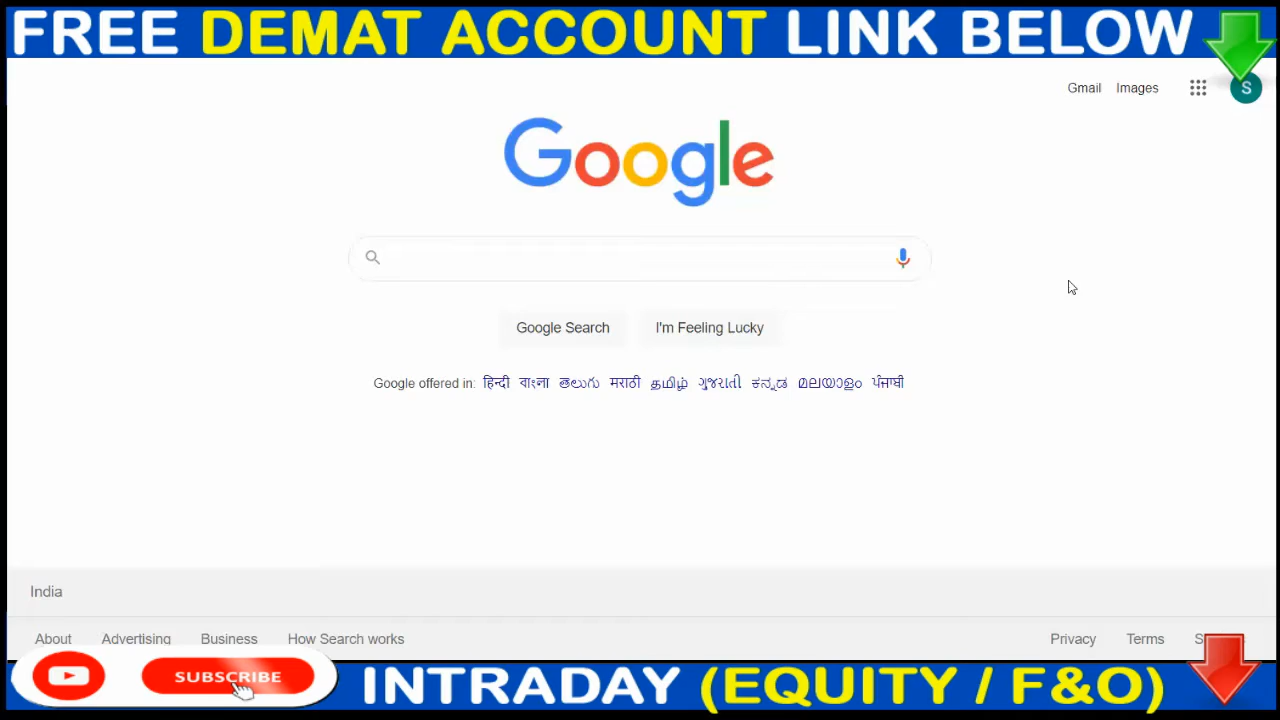 FREE DEMAT ACCOUNT LINK BELOW
Gmail Images S
Google
Google Search I'm Feeling Lucky
Google offered in: हिन्दी বাংলা తెలుగు मराठी தமிழ் ગુજરાતી ಕನ್ನಡ മലയാളം ਪੰਜਾਬੀ
India
About Advertising Business How Search works Privacy Terms
SUBSCRIBE
INTRADAY (EQUITY / F&O)